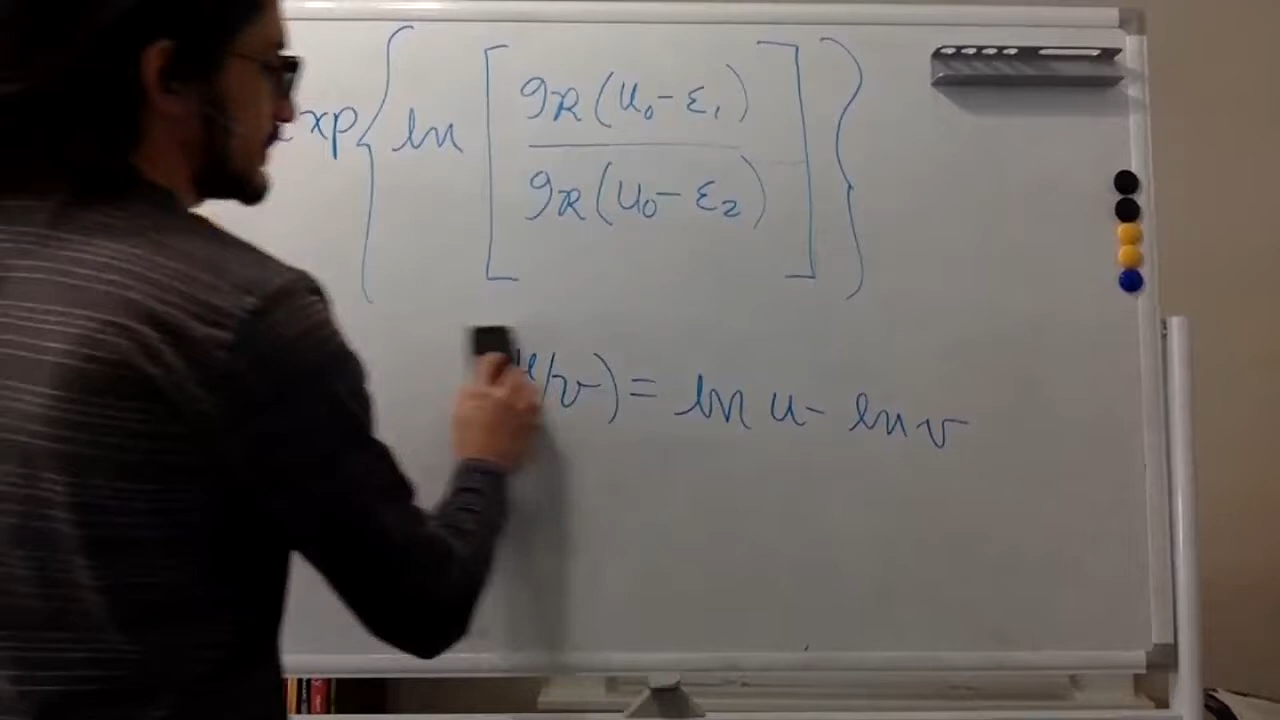 xp{ln[gR(U₀-ε₁)
gR(U₀-ε₂)]}
u/v) = ln u - ln v